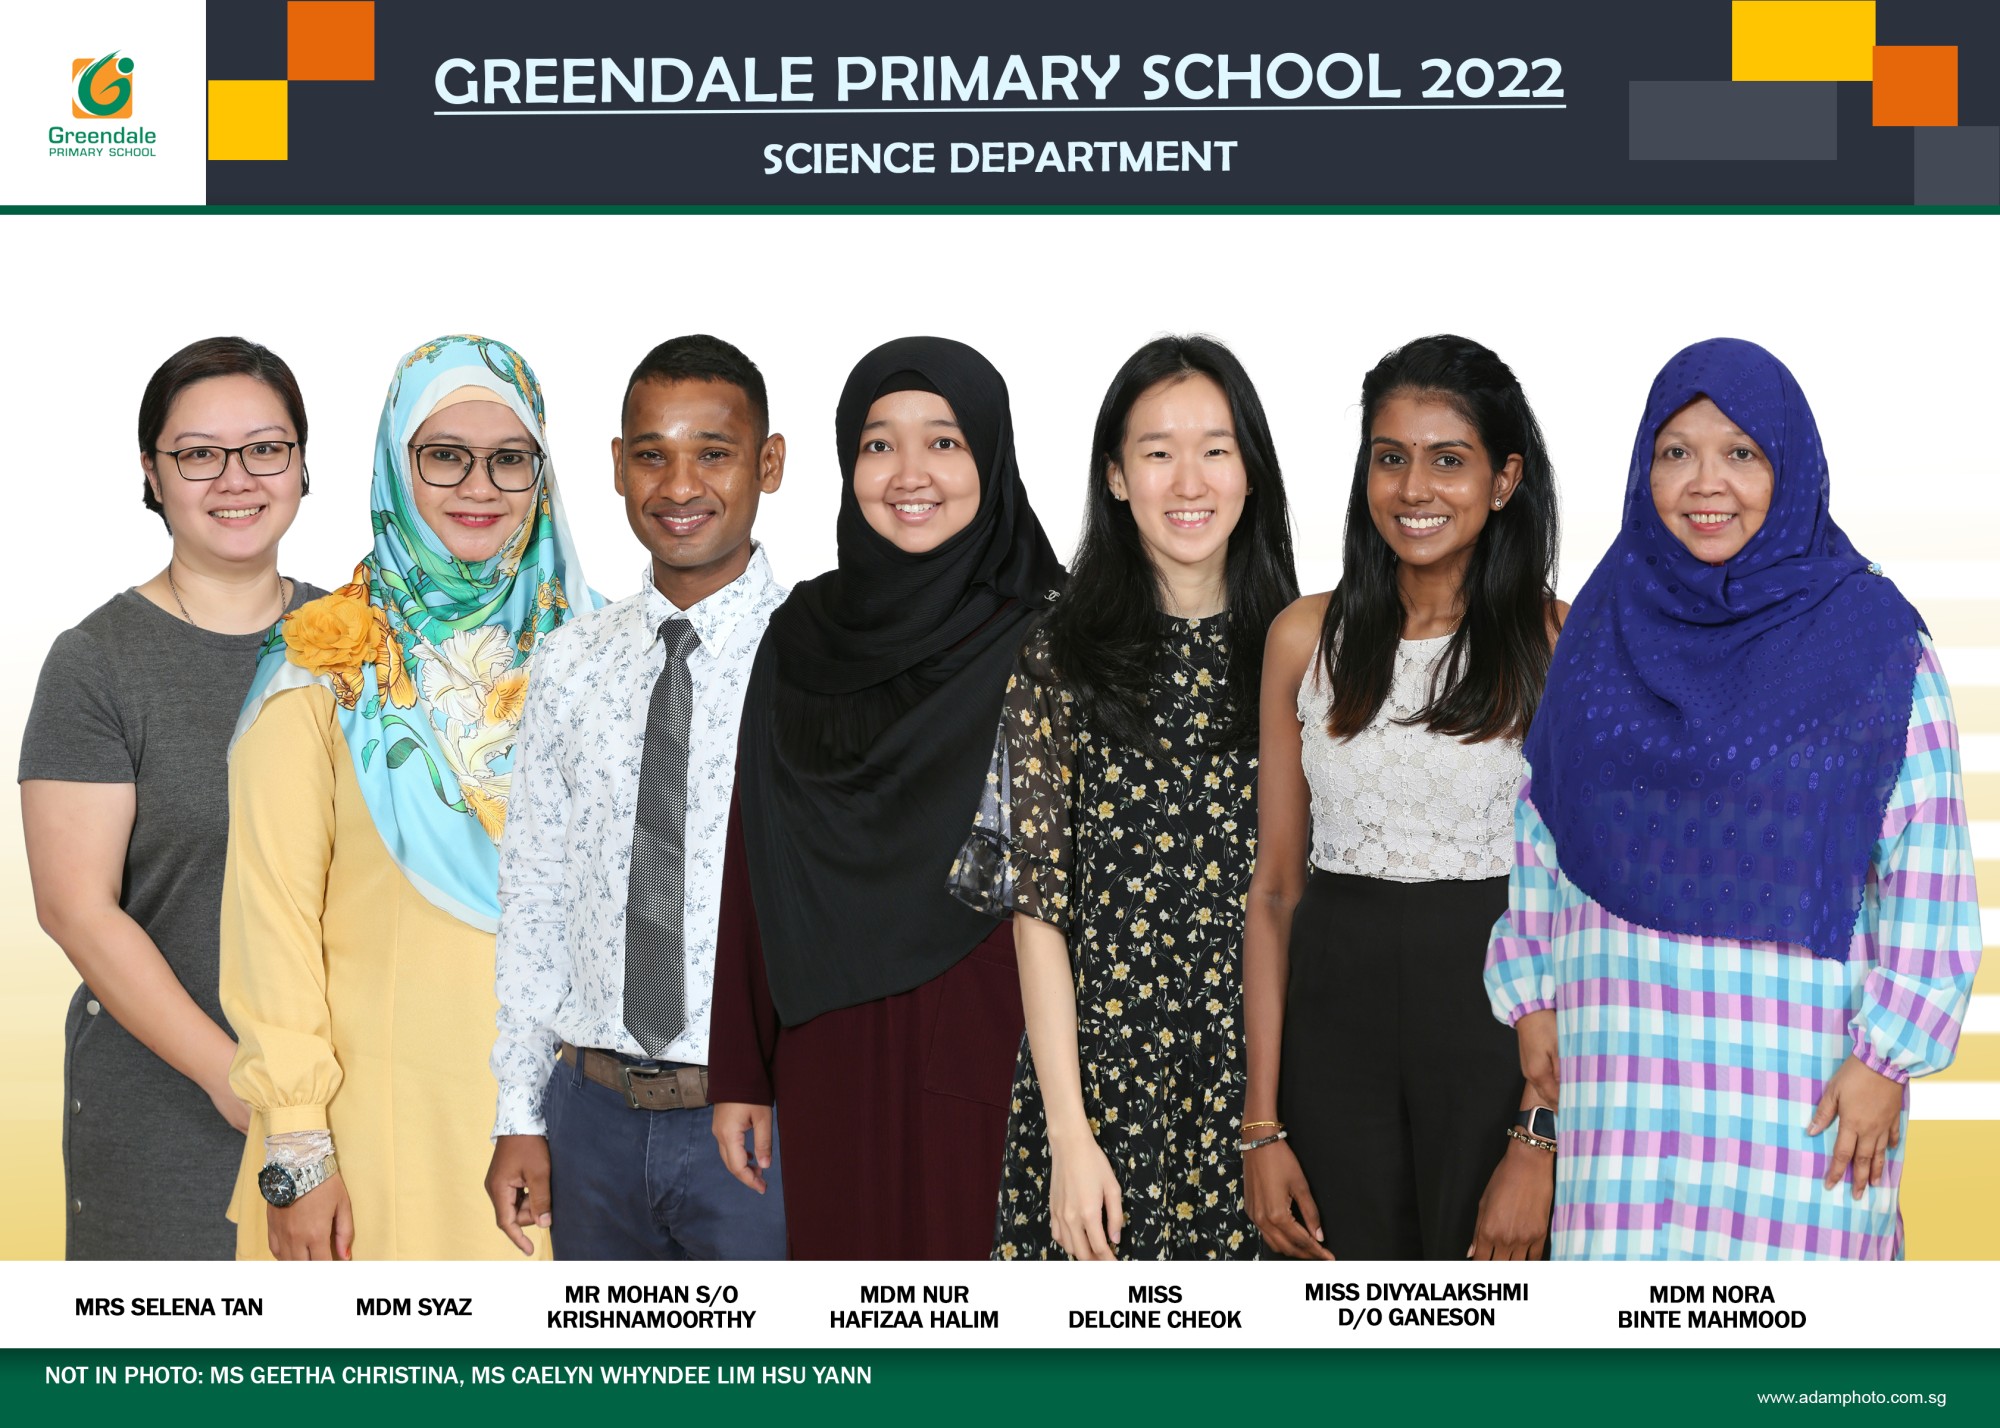 Greendale
PRIMARY SCHOOL
GREENDALE PRIMARY SCHOOL 2022
SCIENCE DEPARTMENT
MRS SELENA TAN
MDM SYAZ
MR MOHAN S/O
KRISHNAMOORTHY
MDM NUR
HAFIZAA HALIM
MISS
DELCINE CHEOK
MISS DIVYALAKSHMI
D/O GANESON
MDM NORA
BINTE MAHMOOD
NOT IN PHOTO: MS GEETHA CHRISTINA, MS CAELYN WHYNDEE LIM HSU YANN
www.adamphoto.com.sg